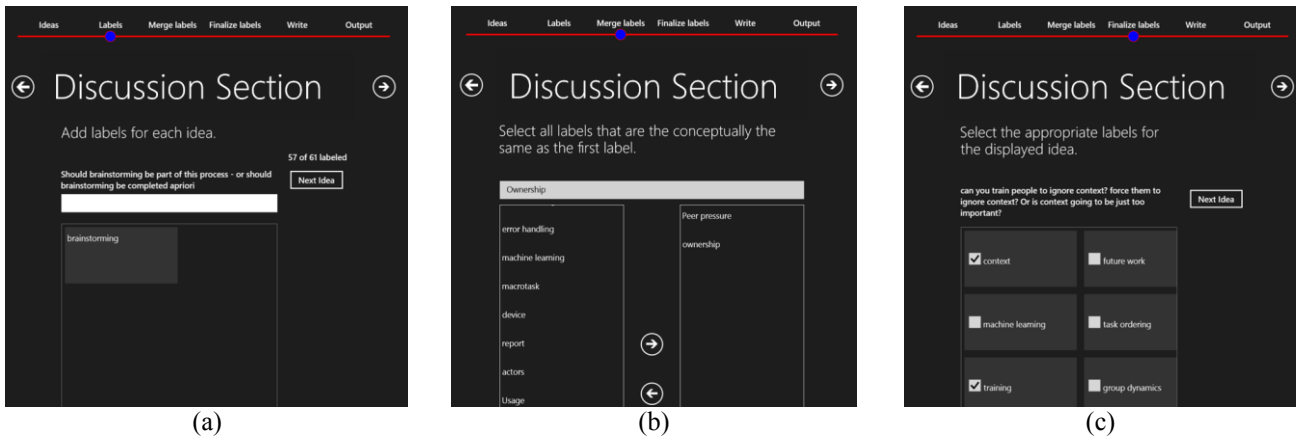 Ideas Labels Merge labels Finalize labels Write Output
Discussion Section
Add labels for each idea.
57 of 61 labeled
Should brainstorming be part of this process - or should
brainstorming be completed apriori
Next Idea
brainstorming
(a)
Ideas Labels Merge labels Finalize labels Write Output
Discussion Section
Select all labels that are the conceptually the
same as the first label.
Ownership
error handling
machine learning
macrotask
device
report
actors
Usage
Peer pressure
ownership
(b)
Ideas Labels Merge labels Finalize labels Write Output
Discussion Section
Select the appropriate labels for
the displayed idea.
can you train people to ignore context? force them to
ignore context? Or is context going to be just too
important?
Next Idea
context
future work
machine learning
task ordering
training
group dynamics
(c)